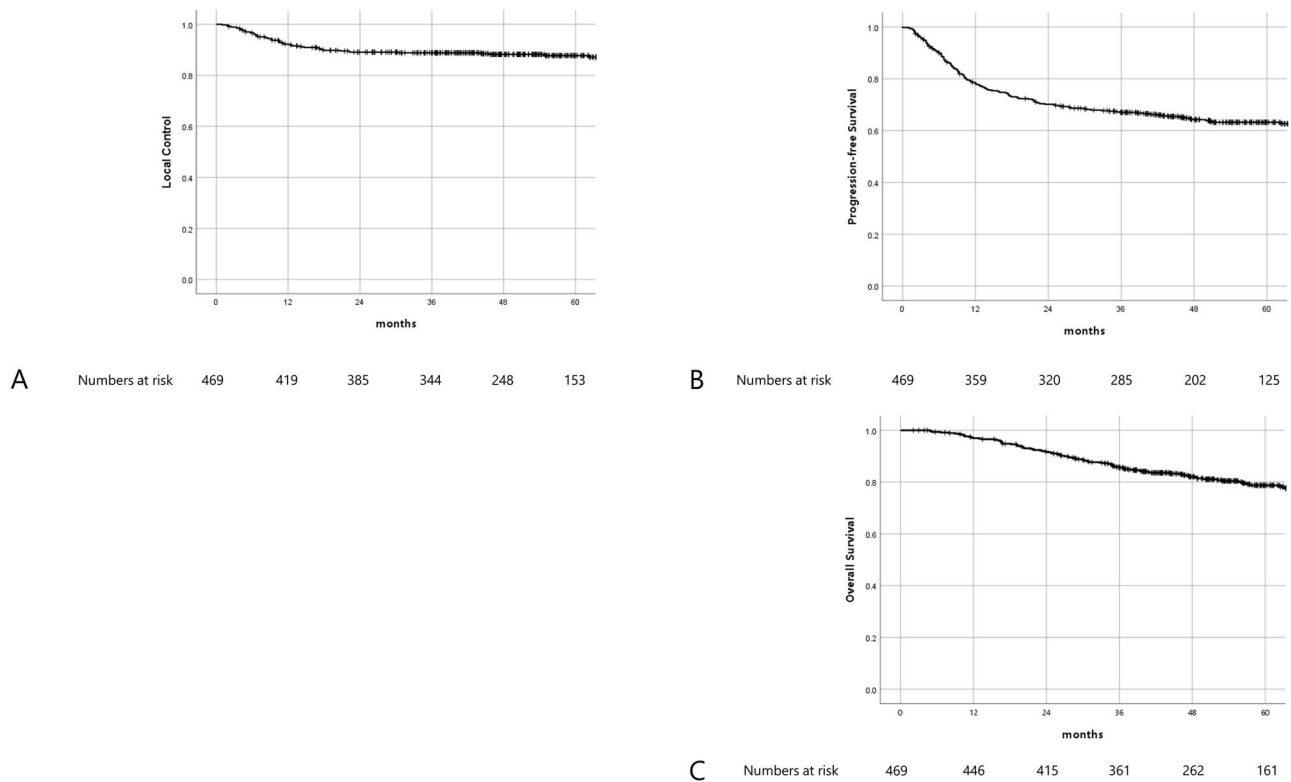 Local Control
1.0
0.8
0.6
0.4
0.2
0.0
0 12 24 36 48 60
months
A Numbers at risk 469 419 385 344 248 153
Progression-free Survival
1.0
0.8
0.6
0.4
0.2
0.0
0 12 24 36 48 60
months
B Numbers at risk 469 359 320 285 202 125
Overall Survival
1.0
0.8
0.6
0.4
0.2
0.0
0 12 24 36 48 60
months
C Numbers at risk 469 446 415 361 262 161